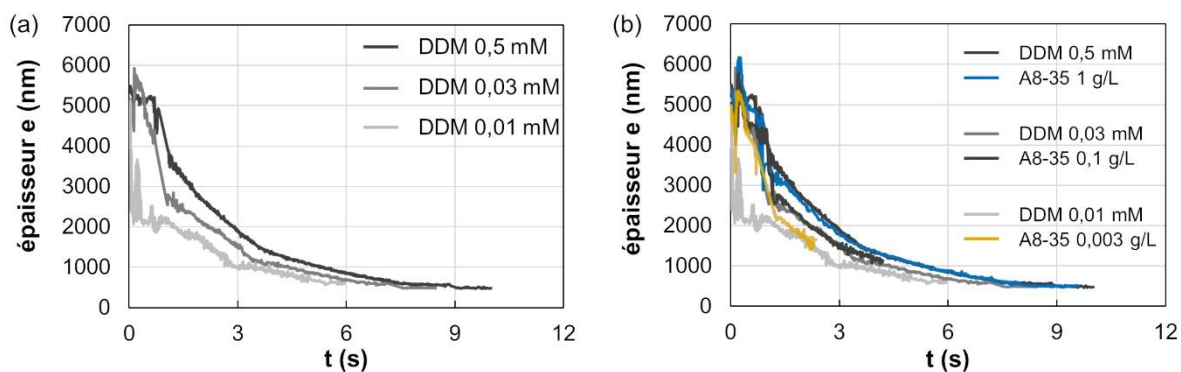 (a)
épaisseur e (nm)
7000
6000
5000
4000
3000
2000
1000
0
DDM 0,5 mM
DDM 0,03 mM
DDM 0,01 mM
0 3 6 9 12
t (s)
(b)
épaisseur e (nm)
7000
6000
5000
4000
3000
2000
1000
0
DDM 0,5 mM
A8-35 1 g/L
DDM 0,03 mM
A8-35 0,1 g/L
DDM 0,01 mM
A8-35 0,003 g/L
0 3 6 9 12
t (s)